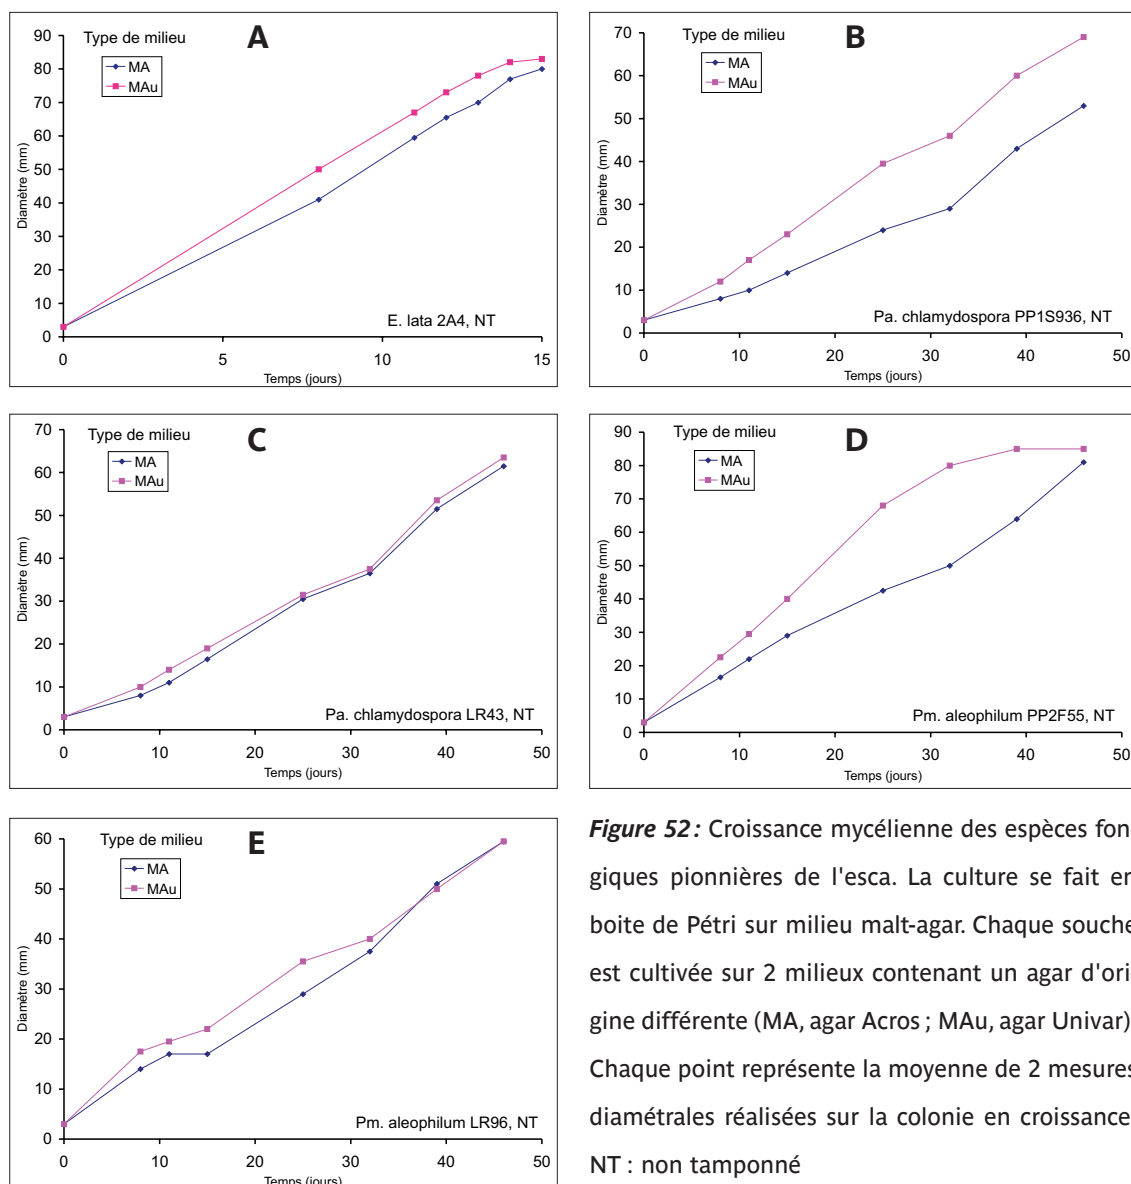 A
Type de milieu
MA
MAu
Diamètre (mm)
90
80
70
60
50
40
30
20
10
0
E. lata 2A4, NT
0 5 10 15
Temps (jours)
B
Type de milieu
MA
MAu
Diamètre (mm)
70
60
50
40
30
20
10
0
Pa. chlamydospora PP1S936, NT
0 10 20 30 40 50
Temps (jours)
C
Type de milieu
MA
MAu
Diamètre (mm)
70
60
50
40
30
20
10
0
Pa. chlamydospora LR43, NT
0 10 20 30 40 50
Temps (jours)
D
Type de milieu
MA
MAu
Diamètre (mm)
90
80
70
60
50
40
30
20
10
0
Pm. aleophilum PP2F55, NT
0 10 20 30 40 50
Temps (jours)
E
Type de milieu
MA
MAu
Diamètre (mm)
60
50
40
30
20
10
0
Pm. aleophilum LR96, NT
0 10 20 30 40 50
Temps (jours)
Figure 52 : Croissance mycélienne des espèces fon
giques pionnières de l'esca. La culture se fait en
boite de Pétri sur milieu malt-agar. Chaque souche
est cultivée sur 2 milieux contenant un agar d'ori
gine différente (MA, agar Acros ; MAu, agar Univar)
Chaque point représente la moyenne de 2 mesures
diamétrales réalisées sur la colonie en croissance
NT : non tamponné